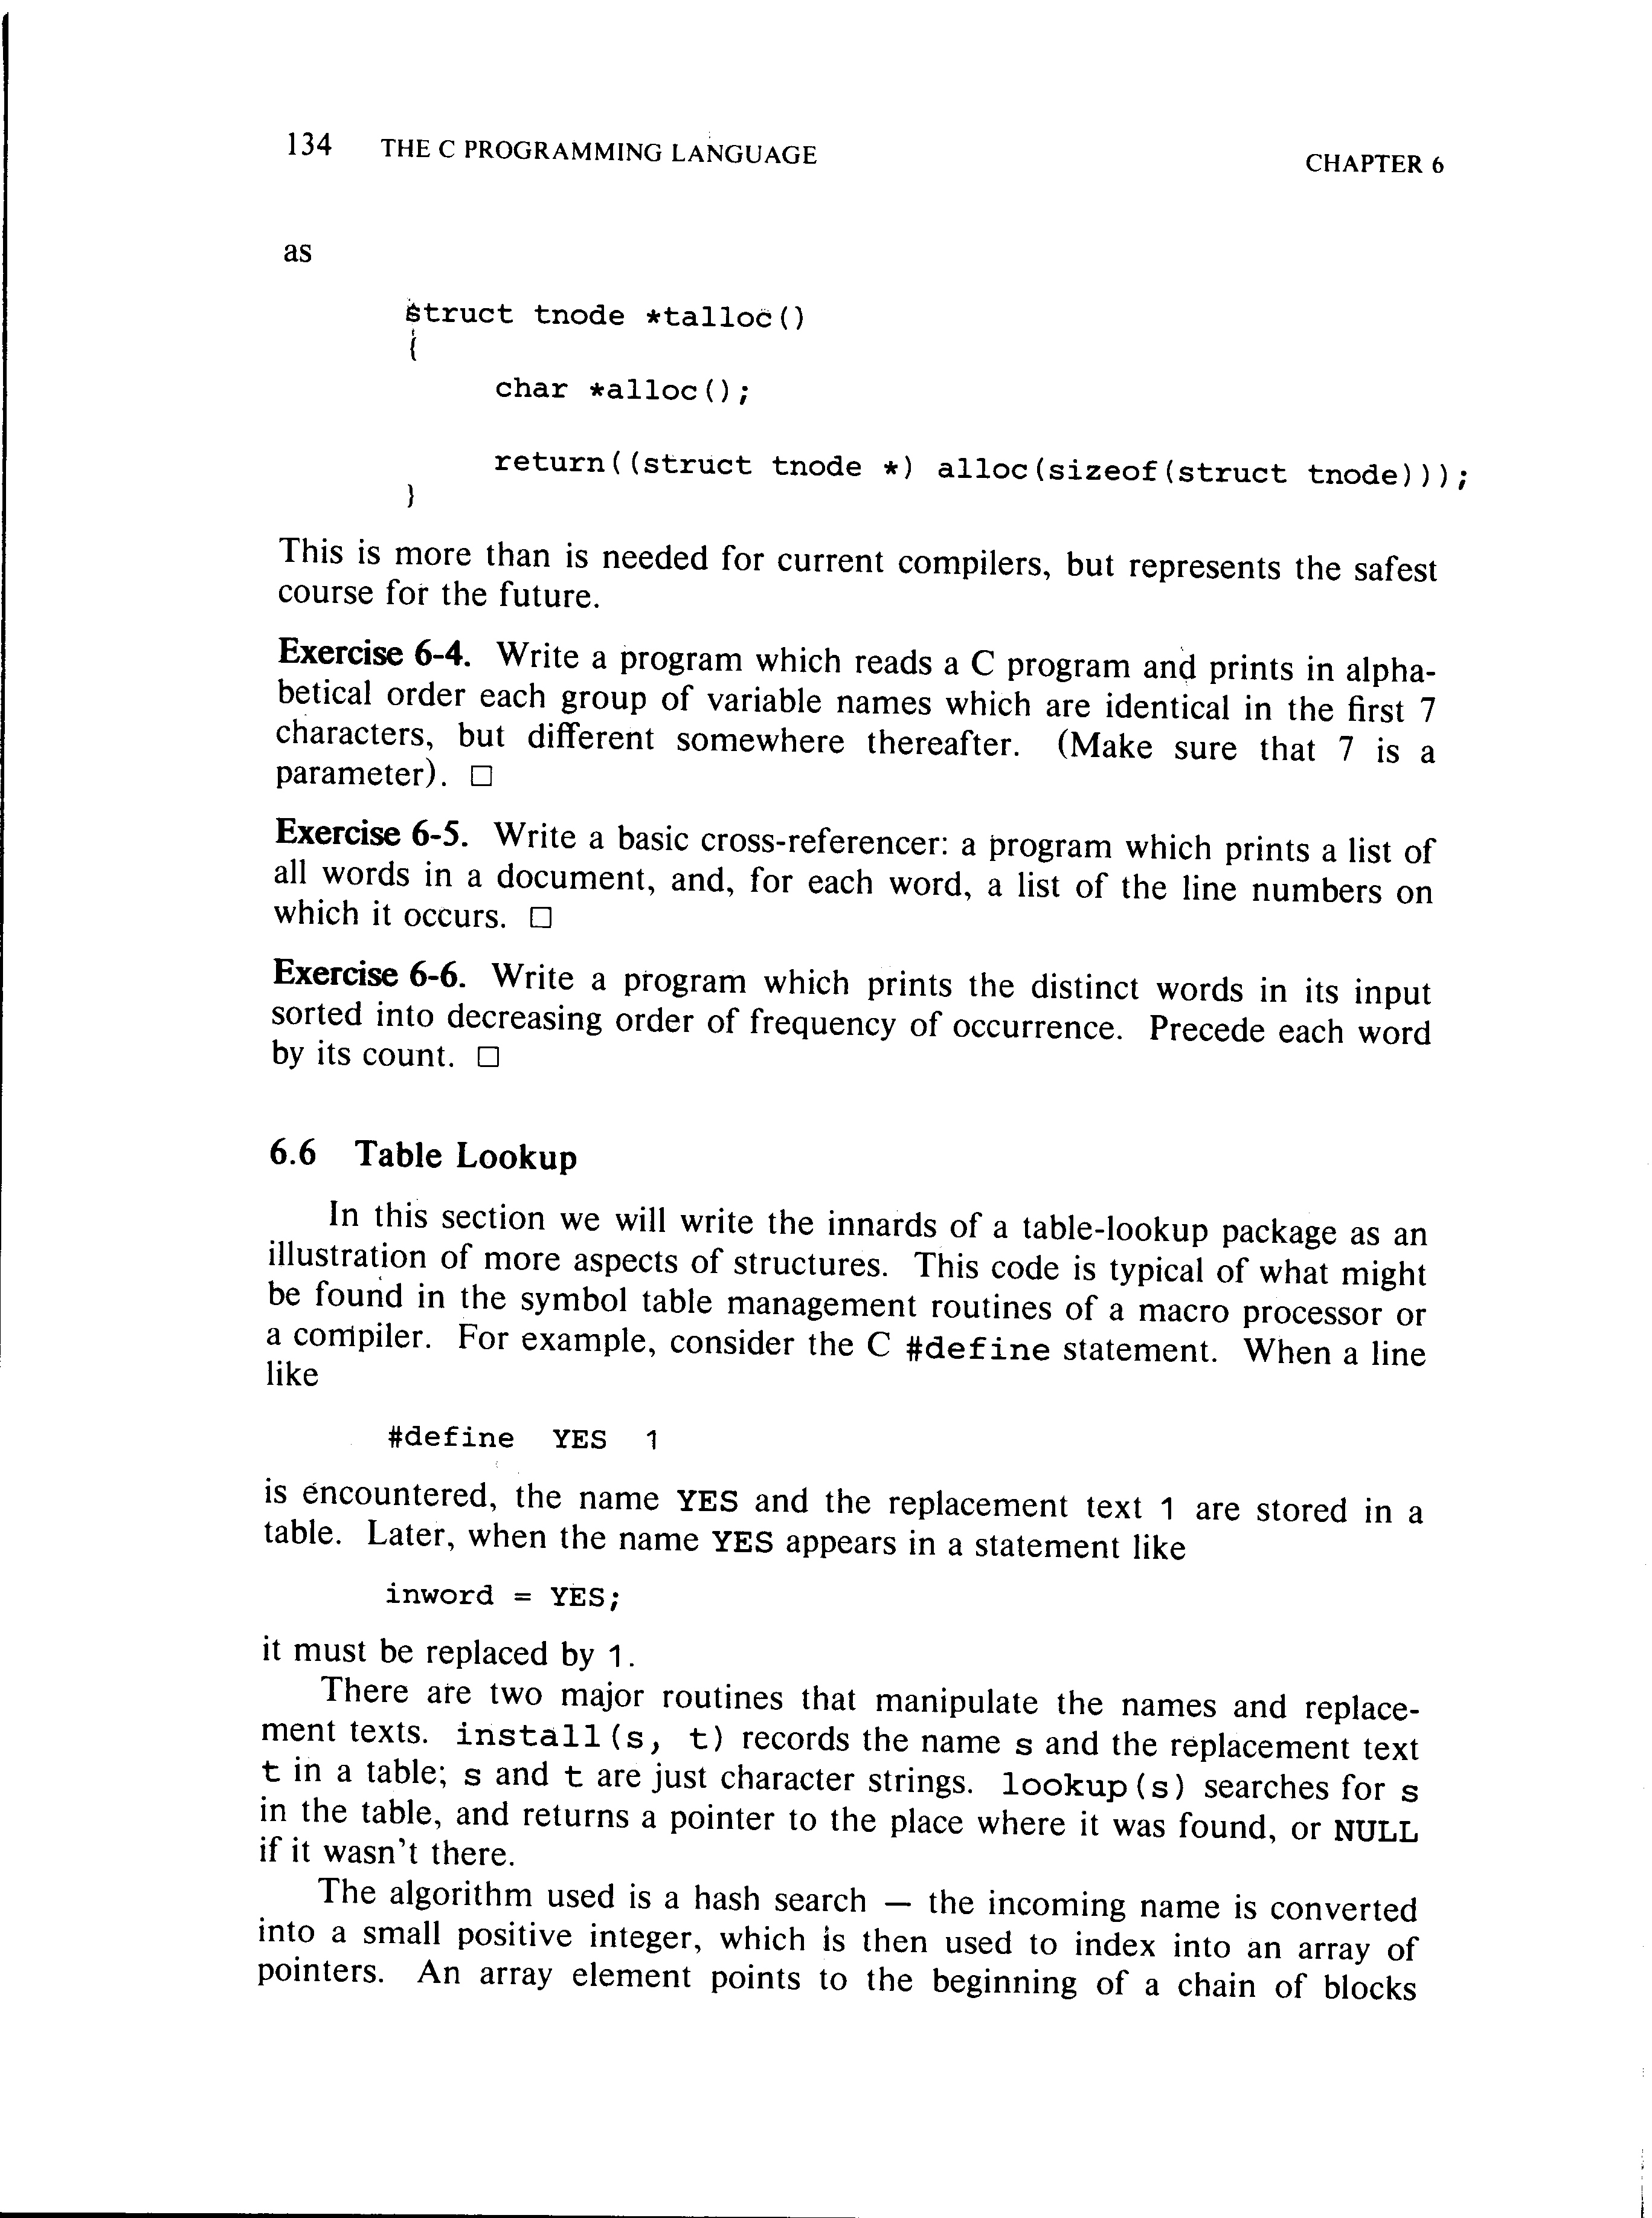 134 THE C PROGRAMMING LANGUAGE CHAPTER 6
as
struct tnode *talloc()
{
char *alloc();
return((struct tnode *) alloc(sizeof(struct tnode)));
}
This is more than is needed for current compilers, but represents the safest
course for the future.
Exercise 6-4. Write a program which reads a C program and prints in alpha-
betical order each group of variable names which are identical in the first 7
characters, but different somewhere thereafter. (Make sure that 7 is a
parameter). □
Exercise 6-5. Write a basic cross-referencer: a program which prints a list of
all words in a document, and, for each word, a list of the line numbers on
which it occurs. □
Exercise 6-6. Write a program which prints the distinct words in its input
sorted into decreasing order of frequency of occurrence. Precede each word
by its count. □
6.6 Table Lookup
In this section we will write the innards of a table-lookup package as an
illustration of more aspects of structures. This code is typical of what might
be found in the symbol table management routines of a macro processor or
a compiler. For example, consider the C #define statement. When a line
like
#define YES 1
is encountered, the name YES and the replacement text 1 are stored in a
table. Later, when the name YES appears in a statement like
inword = YES;
it must be replaced by 1.
There are two major routines that manipulate the names and replace-
ment texts. install(s, t) records the name s and the replacement text
t in a table; s and t are just character strings. lookup(s) searches for s
in the table, and returns a pointer to the place where it was found, or NULL
if it wasn't there.
The algorithm used is a hash search — the incoming name is converted
into a small positive integer, which is then used to index into an array of
pointers. An array element points to the beginning of a chain of blocks